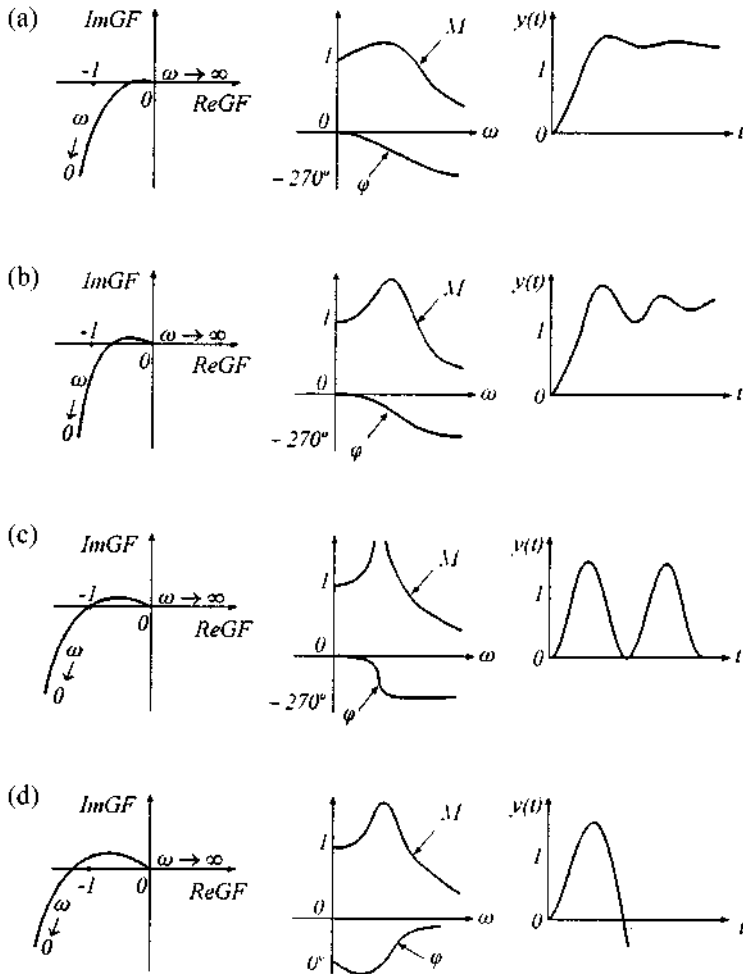 (a)
ImGF
-1
ω → ∞
0
ReGF
ω
0
M
1
0
ω
- 270°
φ
y(t)
1
0
t
(b)
ImGF
-1
ω → ∞
0
ReGF
ω
0
M
1
0
ω
- 270°
φ
y(t)
1
0
t
(c)
ImGF
-1
ω → ∞
0
ReGF
ω
0
M
1
0
ω
- 270°
φ
y(t)
1
0
t
(d)
ImGF
-1
ω → ∞
0
ReGF
ω
0
M
1
0
0°
φ
y(t)
1
0
t